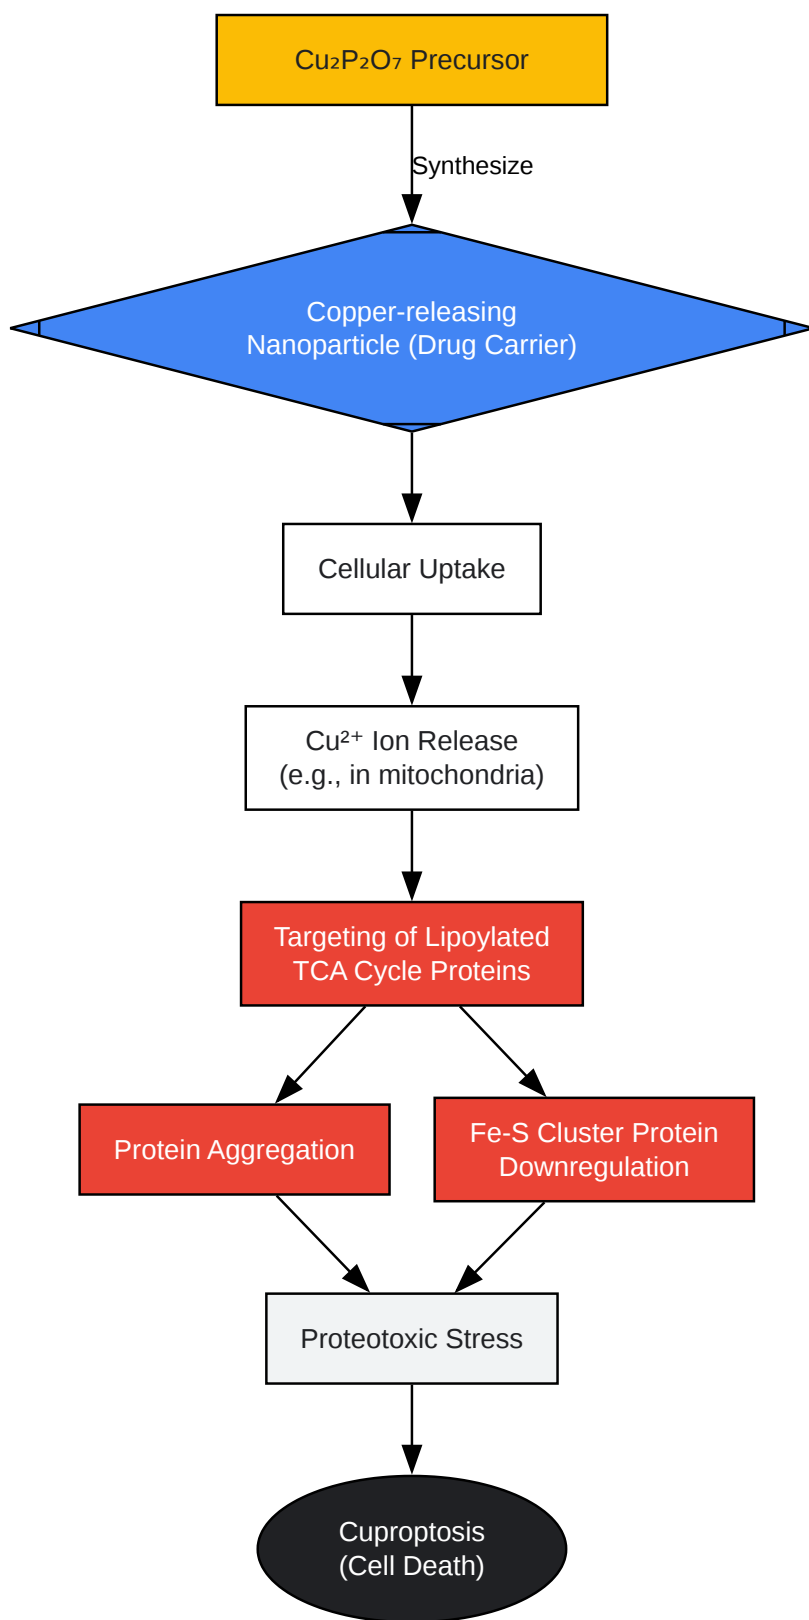 Cu₂P₂O₇ Precursor
Synthesize
Copper-releasing
Nanoparticle (Drug Carrier)
Cellular Uptake
Cu²⁺ Ion Release
(e.g., in mitochondria)
Targeting of Lipoylated
TCA Cycle Proteins
Protein Aggregation
Fe-S Cluster Protein
Downregulation
Proteotoxic Stress
Cuproptosis
(Cell Death)